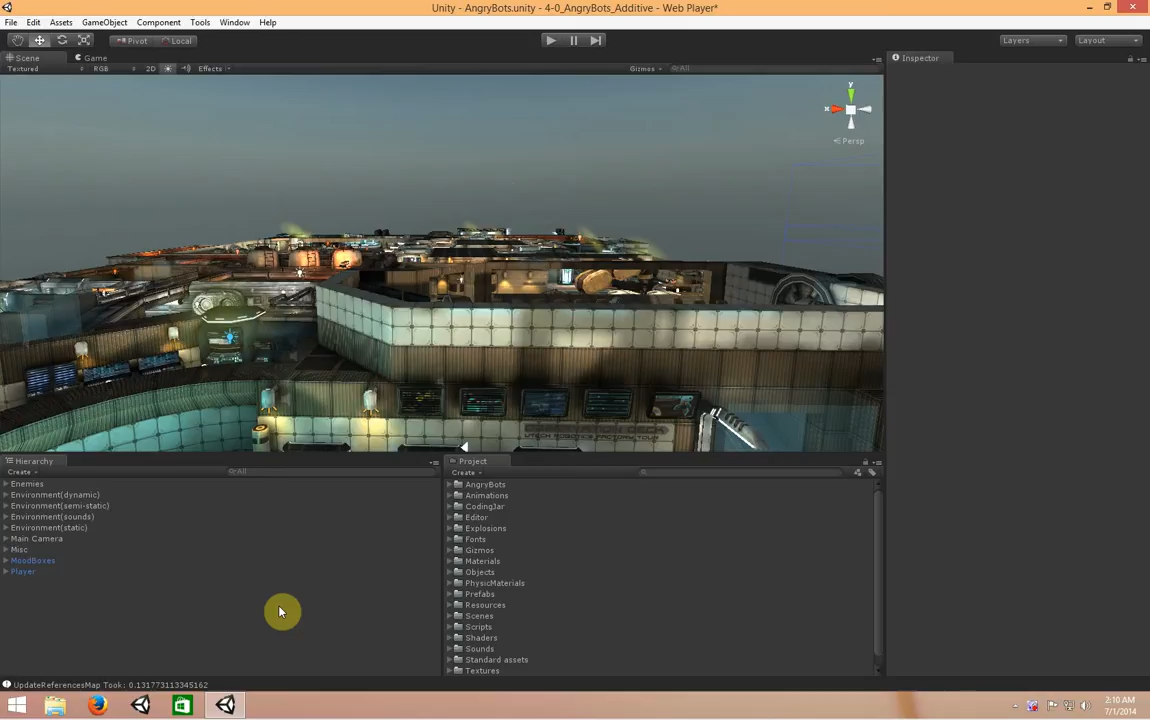 Unity - AngryBots.unity - 4-0_AngryBots_Additive - Web Player*
File Edit Assets GameObject Component Tools Window Help
Pivot Local Layers Layout
Scene Game Inspector
Textured RGB 2D Effects Gizmos All
y
x
Persp
Hierarchy Project
Create All Create
Enemies
Environment(dynamic)
Environment(semi-static)
Environment(sounds)
Environment(static)
Main Camera
Misc
MoodBoxes
Player
AngryBots
Animations
CodingJar
Editor
Explosions
Fonts
Gizmos
Materials
Objects
PhysicMaterials
Prefabs
Resources
Scenes
Scripts
Shaders
Sounds
Standard assets
Textures
UpdateReferencesMap Took: 0.131773113345162
2:10 AM
7/1/2014